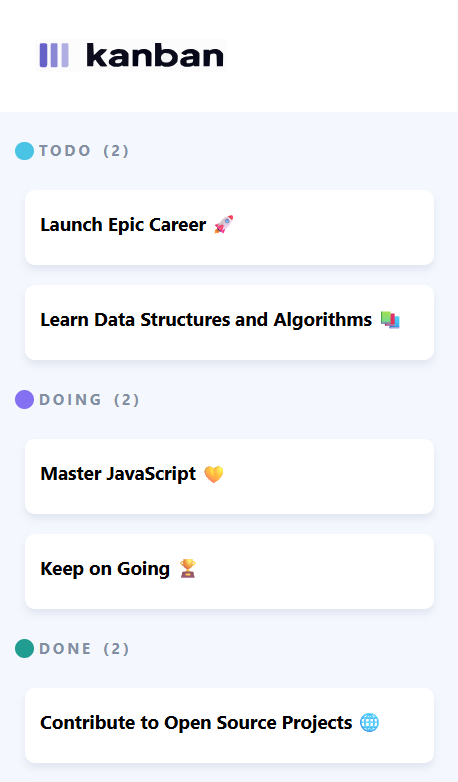 kanban
TODO (2)
Launch Epic Career 🚀
Learn Data Structures and Algorithms 📚
DOING (2)
Master JavaScript 💛
Keep on Going 🏆
DONE (2)
Contribute to Open Source Projects 🌐